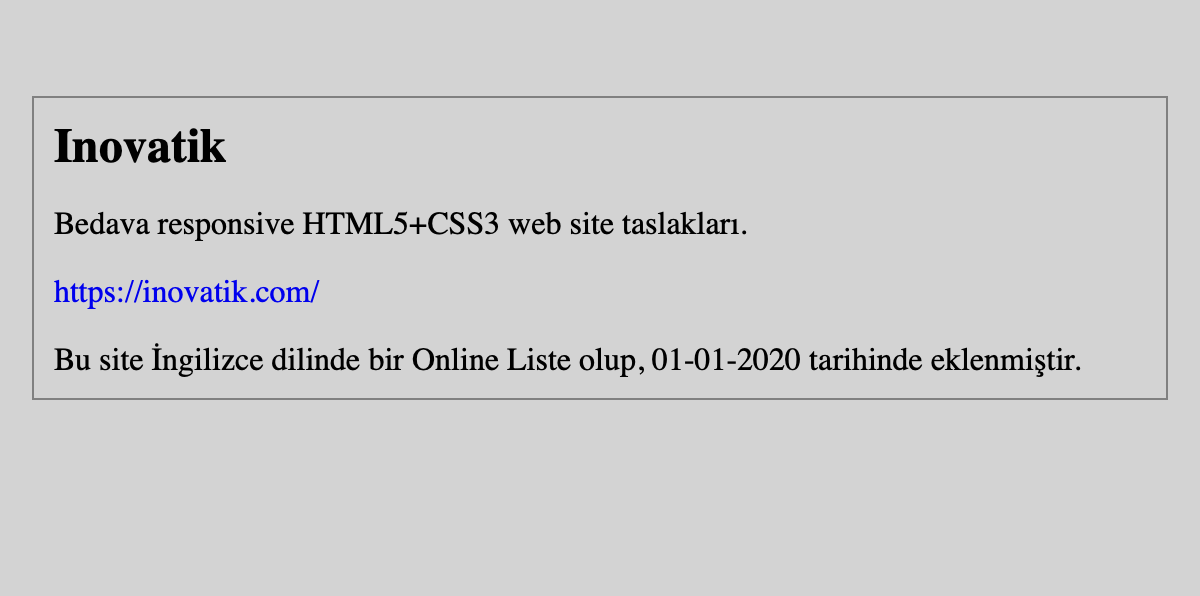 Inovatik
Bedava responsive HTML5+CSS3 web site taslakları.
https://inovatik.com/
Bu site İngilizce dilinde bir Online Liste olup, 01-01-2020 tarihinde eklenmiştir.